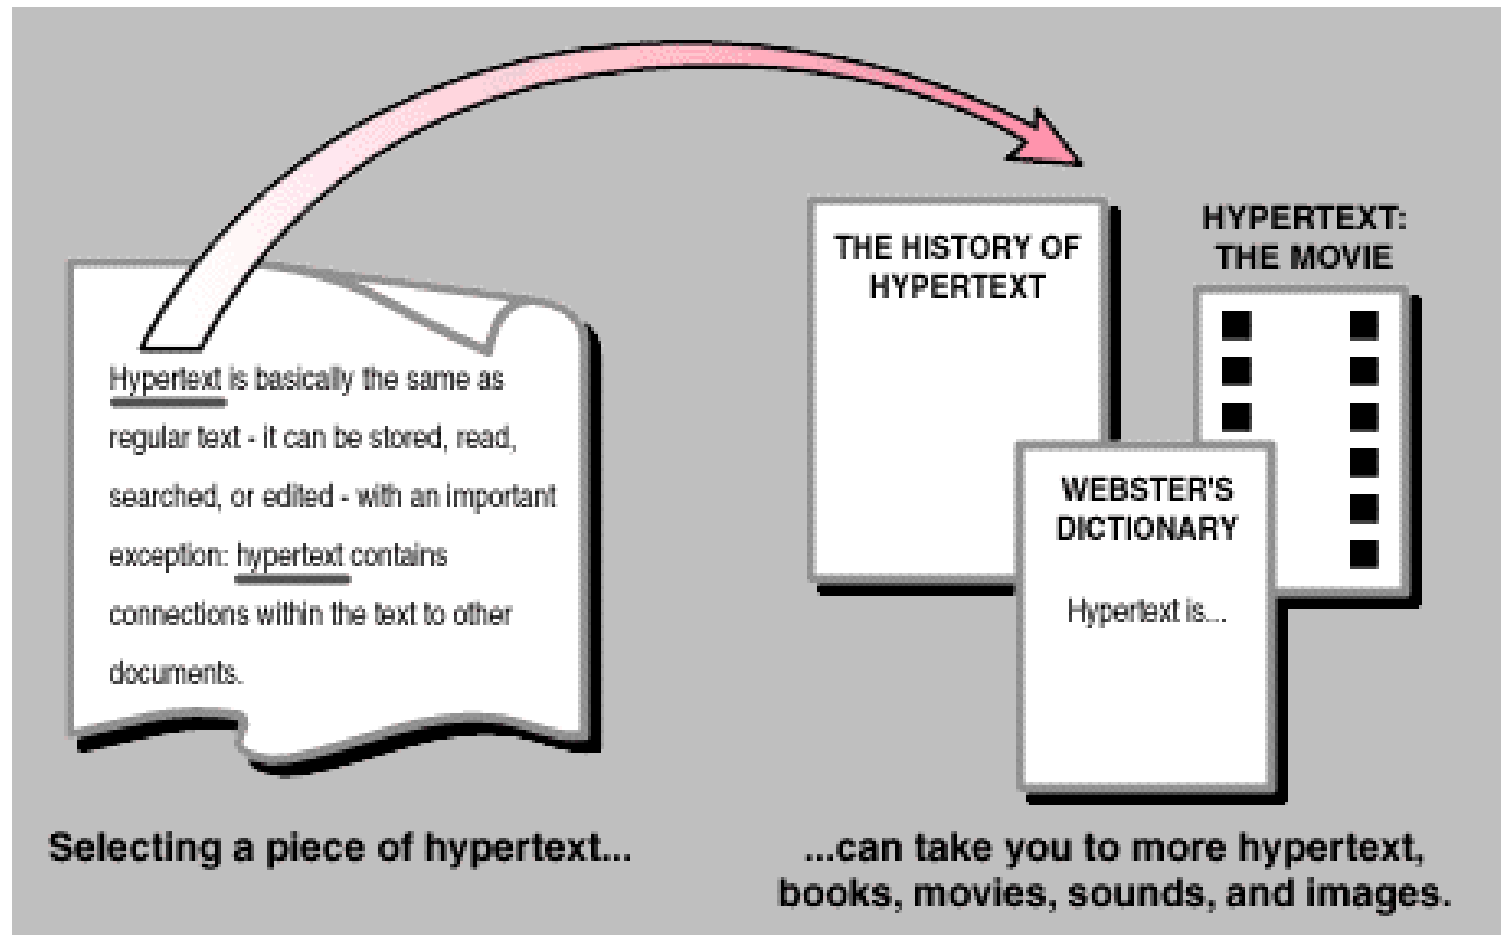 Hypertext is basically the same as
regular text - it can be stored, read,
searched, or edited - with an important
exception: hypertext contains
connections within the text to other
documents.
Selecting a piece of hypertext...
THE HISTORY OF
HYPERTEXT
HYPERTEXT:
THE MOVIE
WEBSTER'S
DICTIONARY
Hypertext is...
...can take you to more hypertext,
books, movies, sounds, and images.